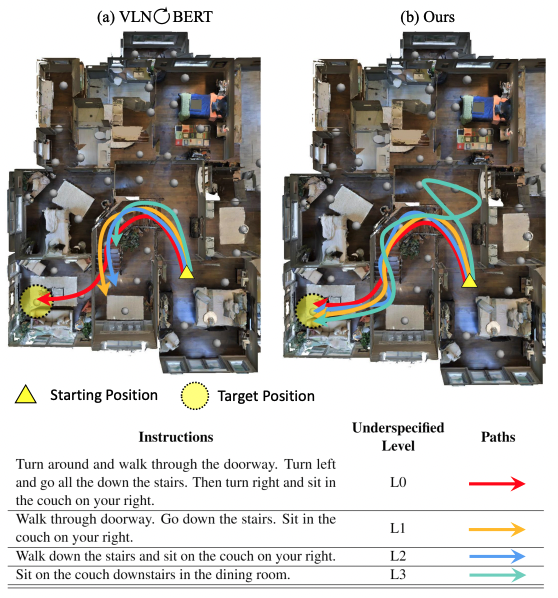 (a) VLN↻BERT
(b) Ours
Starting Position
Target Position
Instructions
Underspecified
Level
Paths
Turn around and walk through the doorway. Turn left
and go all the down the stairs. Then turn right and sit in
the couch on your right.
L0
Walk through doorway. Go down the stairs. Sit in the
couch on your right.
L1
Walk down the stairs and sit on the couch on your right.
L2
Sit on the couch downstairs in the dining room.
L3